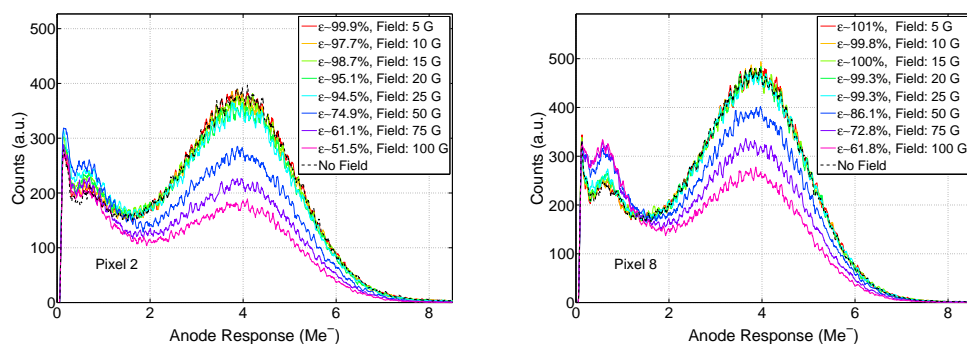 500
400
300
200
100
0
0
2
4
6
8
Counts (a.u.)
Anode Response (Me⁻)
Pixel 2
ε~99.9%, Field: 5 G
ε~97.7%, Field: 10 G
ε~98.7%, Field: 15 G
ε~95.1%, Field: 20 G
ε~94.5%, Field: 25 G
ε~74.9%, Field: 50 G
ε~61.1%, Field: 75 G
ε~51.5%, Field: 100 G
No Field
500
400
300
200
100
0
0
2
4
6
8
Counts (a.u.)
Anode Response (Me⁻)
Pixel 8
ε~101%, Field: 5 G
ε~99.8%, Field: 10 G
ε~100%, Field: 15 G
ε~99.3%, Field: 20 G
ε~99.3%, Field: 25 G
ε~86.1%, Field: 50 G
ε~72.8%, Field: 75 G
ε~61.8%, Field: 100 G
No Field